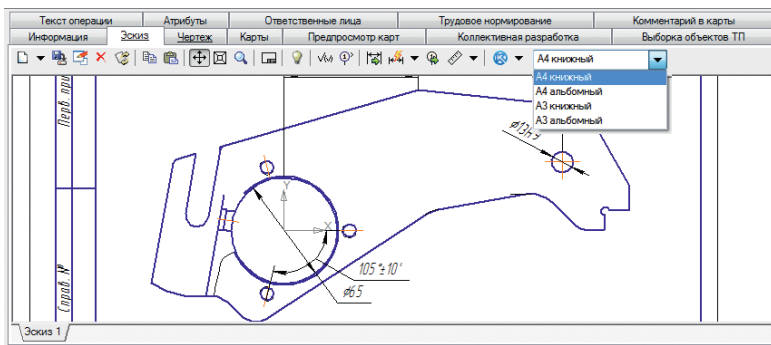 Текст операции Атрибуты Ответственные лица Трудовое нормирование Комментарий в карты
Информация Эскиз Чертеж Карты Предпросмотр карт Коллективная разработка Выборка объектов ТП
А4 книжный
А4 книжный
А4 альбомный
А3 книжный
А3 альбомный
Перв. при
⌀13h9
Y
X
105°±10'
⌀65
Справ. №
Эскиз 1